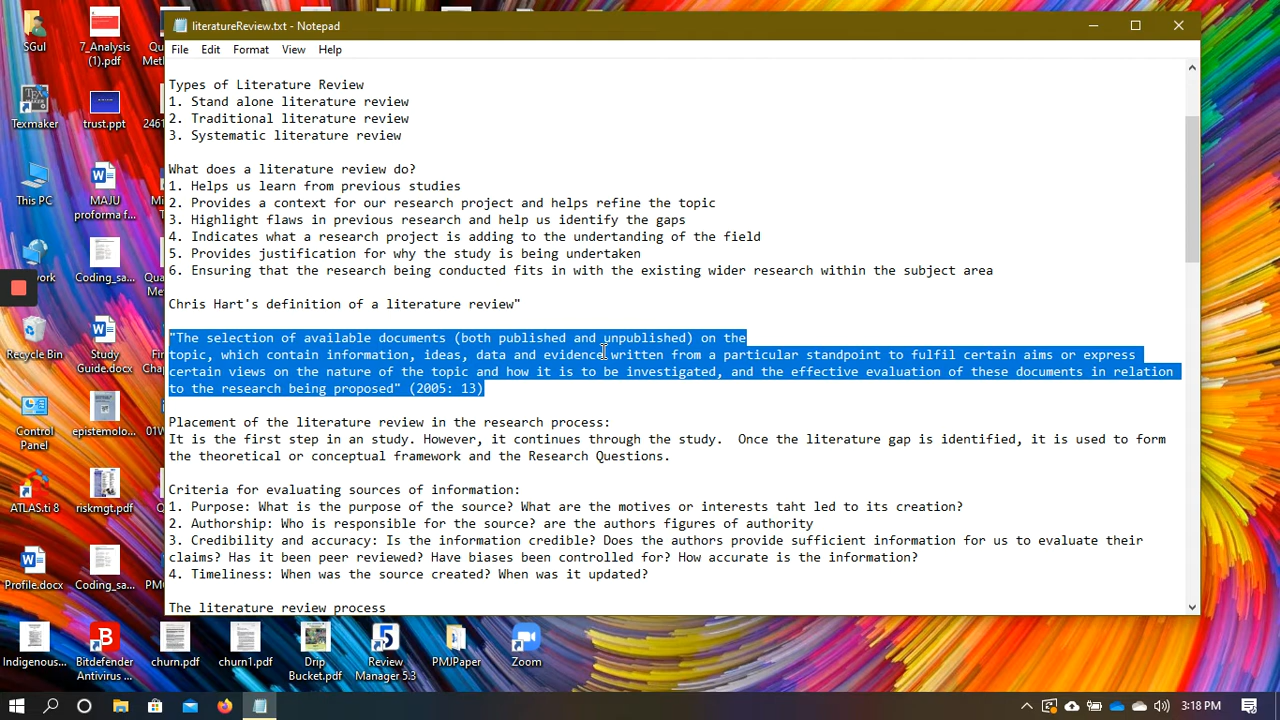 literatureReview.txt - Notepad
File Edit Format View Help
Types of Literature Review
1. Stand alone literature review
2. Traditional literature review
3. Systematic literature review
What does a literature review do?
1. Helps us learn from previous studies
2. Provides a context for our research project and helps refine the topic
3. Highlight flaws in previous research and help us identify the gaps
4. Indicates what a research project is adding to the undertanding of the field
5. Provides justification for why the study is being undertaken
6. Ensuring that the research being conducted fits in with the existing wider research within the subject area
Chris Hart's definition of a literature review"
"The selection of available documents (both published and unpublished) on the
topic, which contain information, ideas, data and evidence written from a particular standpoint to fulfil certain aims or express
certain views on the nature of the topic and how it is to be investigated, and the effective evaluation of these documents in relation
to the research being proposed" (2005: 13)
Placement of the literature review in the research process:
It is the first step in an study. However, it continues through the study.  Once the literature gap is identified, it is used to form
the theoretical or conceptual framework and the Research Questions.
Criteria for evaluating sources of information:
1. Purpose: What is the purpose of the source? What are the motives or interests taht led to its creation?
2. Authorship: Who is responsible for the source? are the authors figures of authority
3. Credibility and accuracy: Is the information credible? Does the authors provide sufficient information for us to evaluate their
claims? Has it been peer reviewed? Have biases been controlled for? How accurate is the information?
4. Timeliness: When was the source created? When was it updated?
The literature review process
SGul
7_Analysis
(1).pdf
Texmaker
trust.ppt
This PC
MAJU
proforma f...
Coding_sa...
Recycle Bin
Study
Guide.docx
Control
Panel
epistemolo...
ATLAS.ti 8
riskmgt.pdf
Profile.docx
Coding_sa...
Indigenous...
Bitdefender
Antivirus ...
churn.pdf
churn1.pdf
Drip
Bucket.pdf
Review
Manager 5.3
PMJPaper
Zoom
3:18 PM